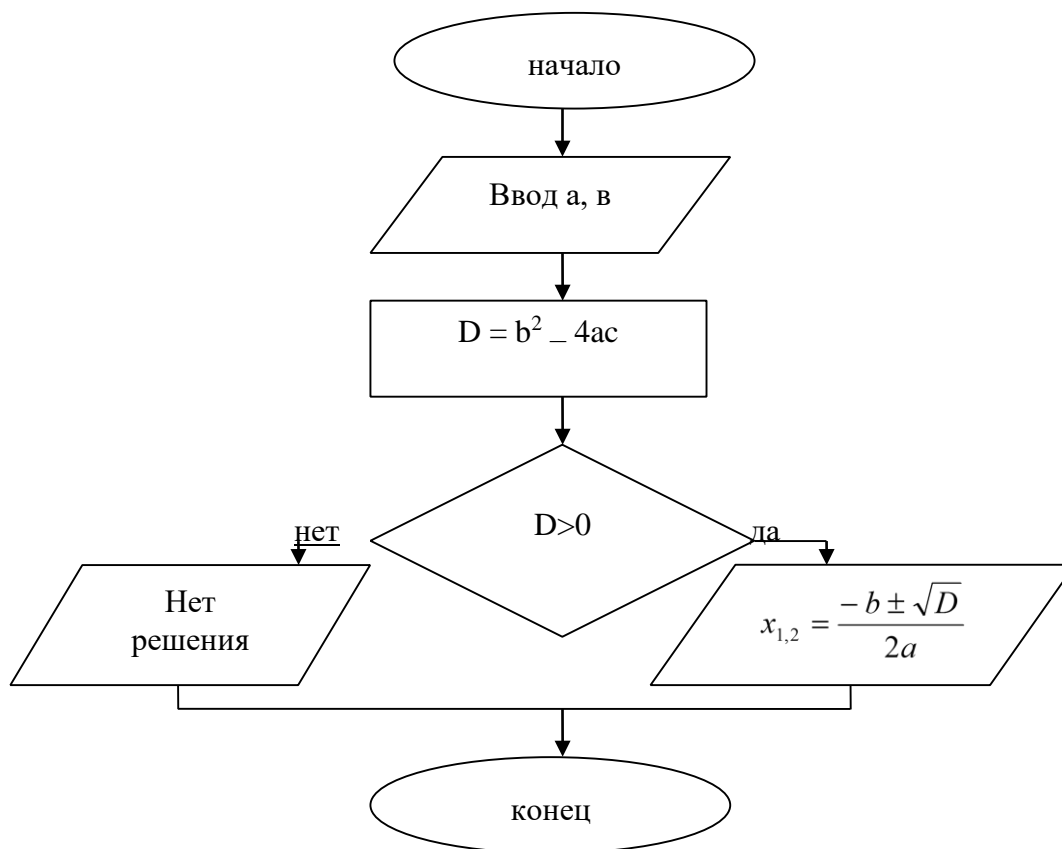 начало
Ввод а, в
D = b² _ 4ac
D>0
нет
да
Нет
решения
x₁,₂ = (−b ± √D) / 2a
конец